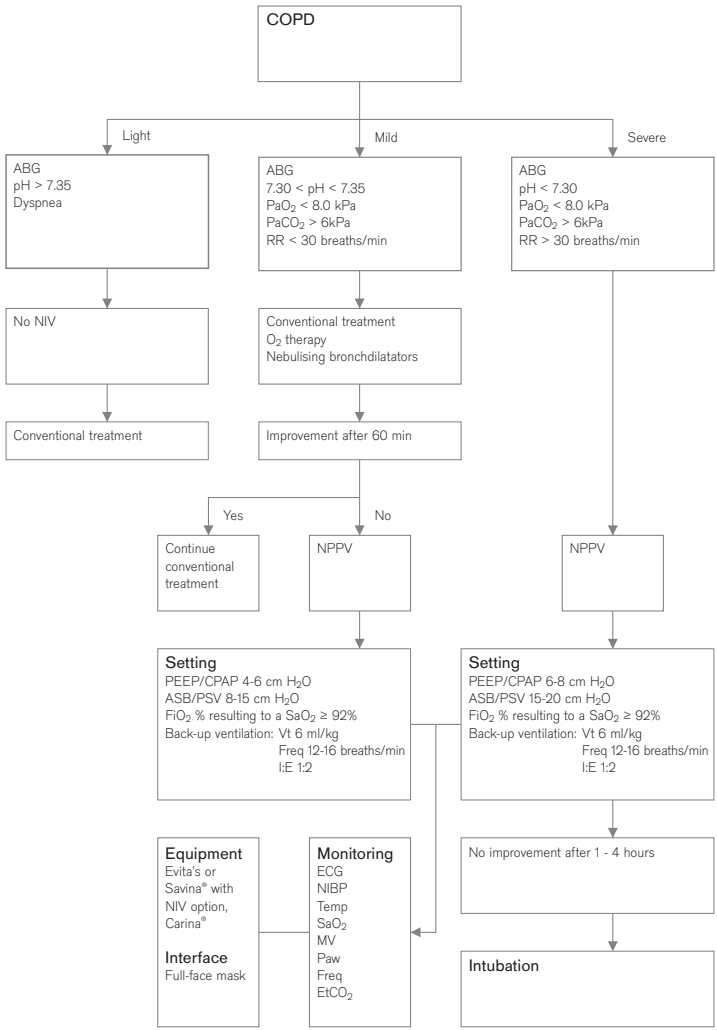 COPD
Light
Mild
Severe
ABG
pH > 7.35
Dyspnea
ABG
7.30 < pH < 7.35
PaO₂ < 8.0 kPa
PaCO₂ > 6kPa
RR < 30 breaths/min
ABG
pH < 7.30
PaO₂ < 8.0 kPa
PaCO₂ > 6kPa
RR > 30 breaths/min
No NIV
Conventional treatment
O₂ therapy
Nebulising bronchdilatators
Conventional treatment
Improvement after 60 min
Yes
No
Continue
conventional
treatment
NPPV
NPPV
Setting
PEEP/CPAP 4-6 cm H₂O
ASB/PSV 8-15 cm H₂O
FiO₂ % resulting to a SaO₂ ≥ 92%
Back-up ventilation: Vt 6 ml/kg
Freq 12-16 breaths/min
I:E 1:2
Setting
PEEP/CPAP 6-8 cm H₂O
ASB/PSV 15-20 cm H₂O
FiO₂ % resulting to a SaO₂ ≥ 92%
Back-up ventilation: Vt 6 ml/kg
Freq 12-16 breaths/min
I:E 1:2
Equipment
Evita's or
Savina® with
NIV option,
Carina®
Interface
Full-face mask
Monitoring
ECG
NIBP
Temp
SaO₂
MV
Paw
Freq
EtCO₂
No improvement after 1 - 4 hours
Intubation